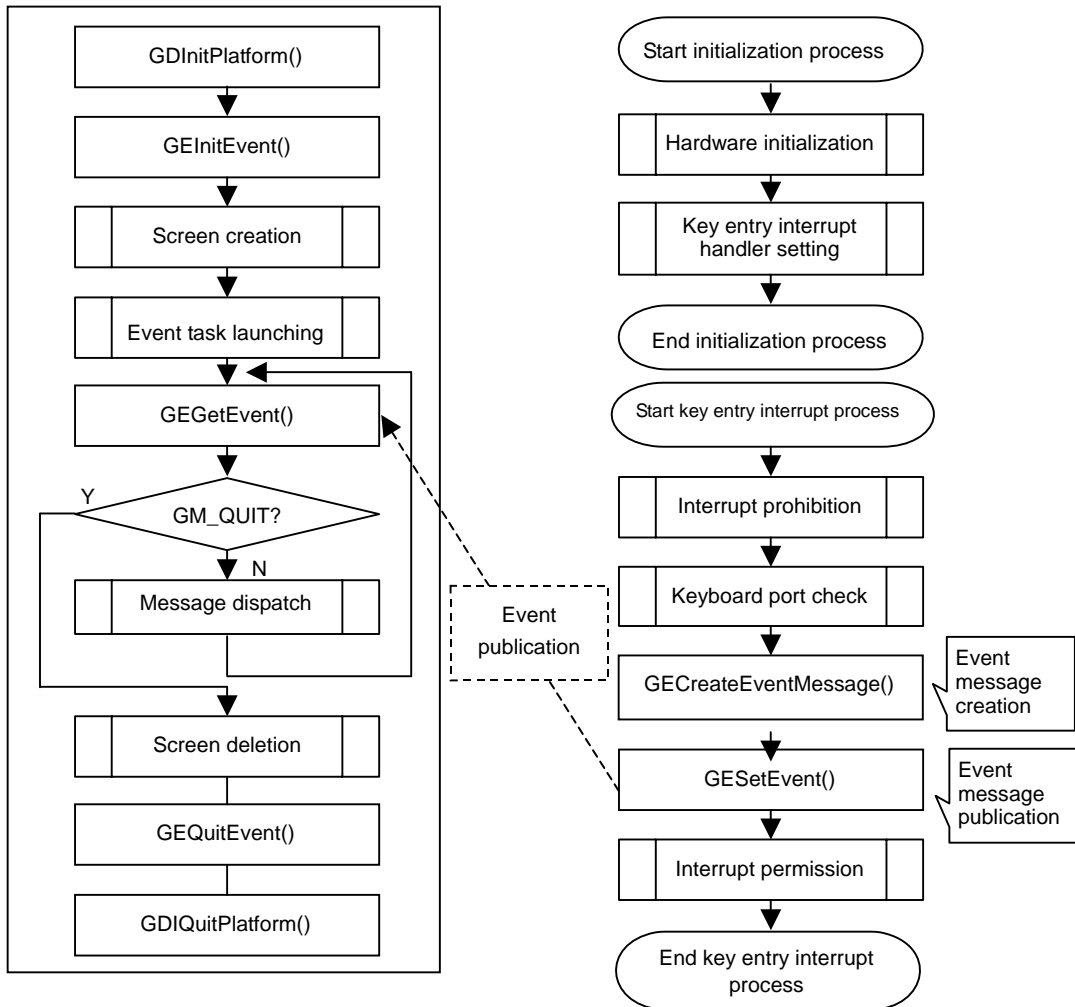 GDInitPlatform()
GEInitEvent()
Screen creation
Event task launching
GEGetEvent()
Y
GM_QUIT?
N
Message dispatch
Screen deletion
GEQuitEvent()
GDIQuitPlatform()
Event
publication
Start initialization process
Hardware initialization
Key entry interrupt
handler setting
End initialization process
Start key entry interrupt process
Interrupt prohibition
Keyboard port check
GECreateEventMessage()
Event
message
creation
GESetEvent()
Event
message
publication
Interrupt permission
End key entry interrupt
process